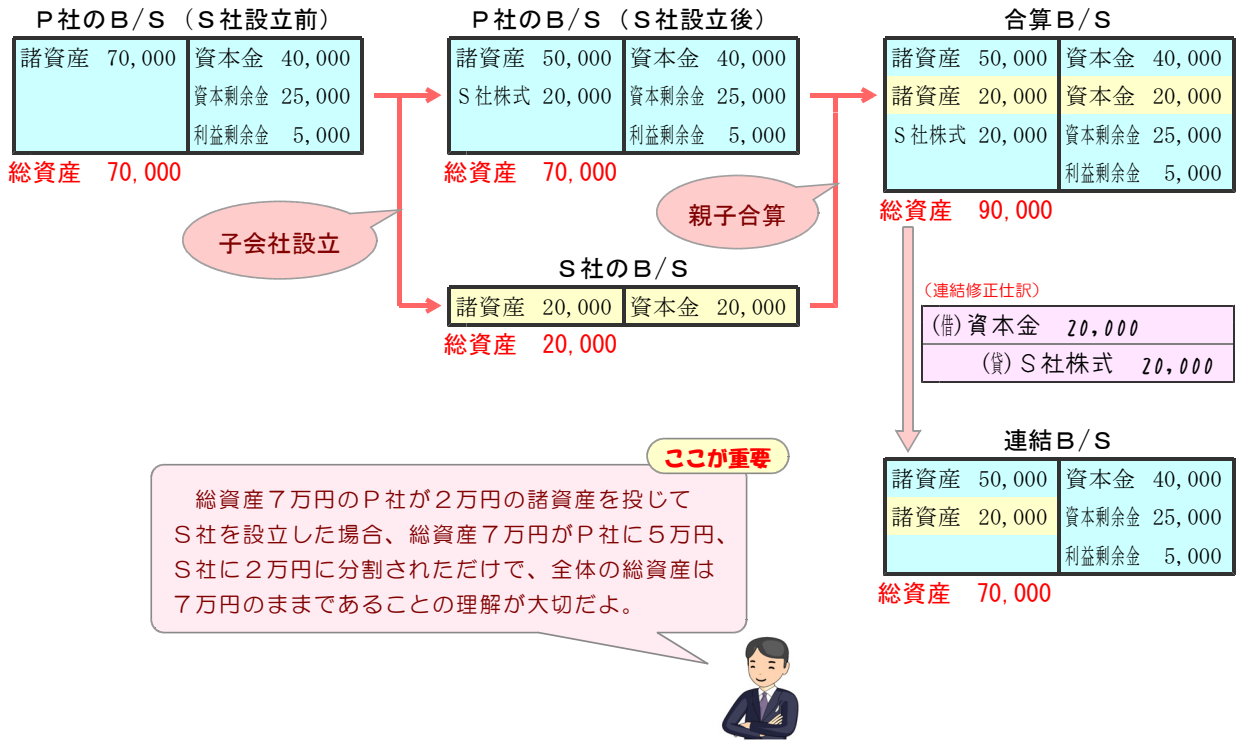 P社のB/S（S社設立前）
諸資産 70,000 資本金 40,000
資本剰余金 25,000
利益剰余金 5,000
総資産 70,000
子会社設立
P社のB/S（S社設立後）
諸資産 50,000 資本金 40,000
S社株式 20,000 資本剰余金 25,000
利益剰余金 5,000
総資産 70,000
親子合算
S社のB/S
諸資産 20,000 資本金 20,000
総資産 20,000
合算B/S
諸資産 50,000 資本金 40,000
諸資産 20,000 資本金 20,000
S社株式 20,000 資本剰余金 25,000
利益剰余金 5,000
総資産 90,000
（連結修正仕訳）
(借)資本金 20,000
(貸)S社株式 20,000
連結B/S
諸資産 50,000 資本金 40,000
諸資産 20,000 資本剰余金 25,000
利益剰余金 5,000
総資産 70,000
ここが重要
総資産７万円のＰ社が２万円の諸資産を投じて
Ｓ社を設立した場合、総資産７万円がＰ社に５万円、
Ｓ社に２万円に分割されただけで、全体の総資産は
７万円のままであることの理解が大切だよ。